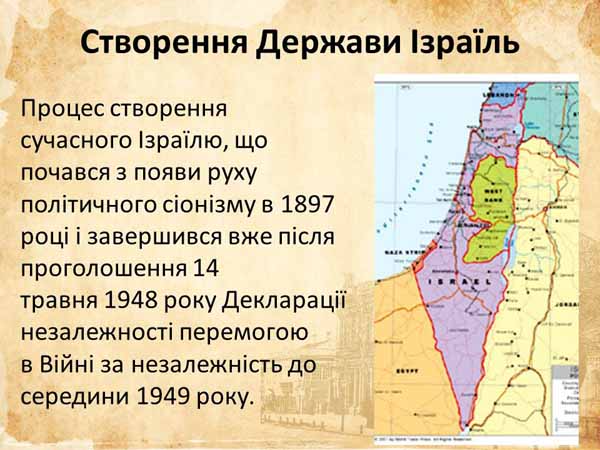 Створення Держави Ізраїль
Процес створення
сучасного Ізраїлю, що
почався з появи руху
політичного сіонізму в 1897
році і завершився вже після
проголошення 14
травня 1948 року Декларації
незалежності перемогою
в Війні за незалежність до
середини 1949 року.
LEBANON
WEST
BANK
GAZA STRIP
ISRAEL
EGYPT